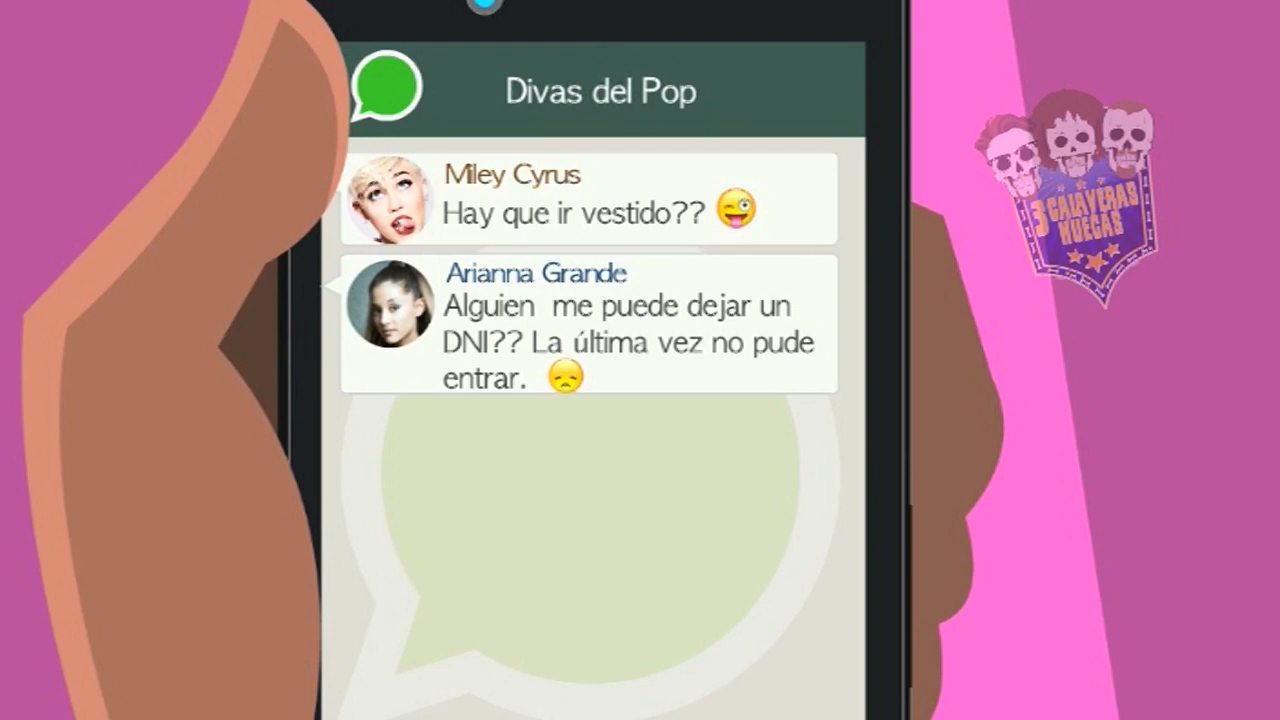 Divas del Pop
Miley Cyrus
Hay que ir vestido??
Arianna Grande
Alguien me puede dejar un
DNI?? La última vez no pude
entrar.
3 CALAVERAS
HUECAS